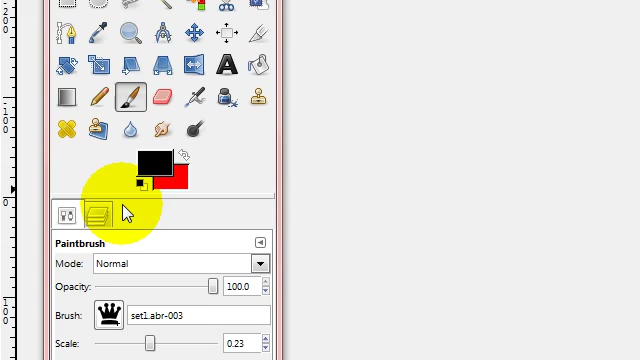 Paintbrush
Mode: Normal
Opacity: 100.0
Brush: set1.abr-003
Scale: 0.23